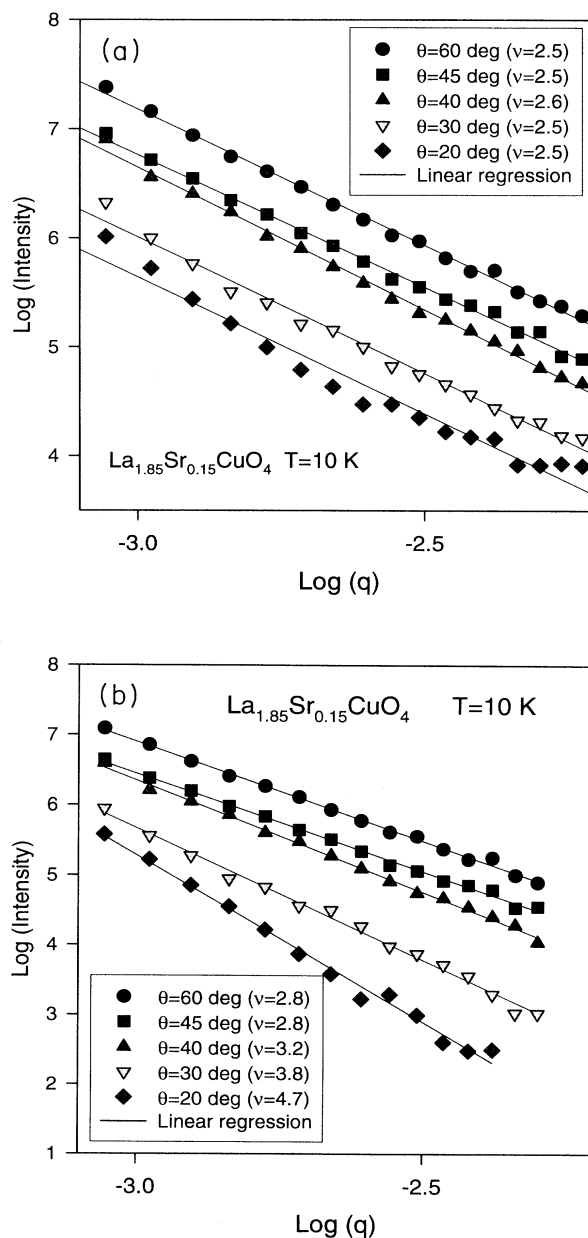 (a)
8
7
6
5
4
Log (Intensity)
θ=60 deg (ν=2.5)
θ=45 deg (ν=2.5)
θ=40 deg (ν=2.6)
θ=30 deg (ν=2.5)
θ=20 deg (ν=2.5)
Linear regression
La1.85Sr0.15CuO4 T=10 K
-3.0 -2.5
Log (q)
(b)
La1.85Sr0.15CuO4 T=10 K
8
7
6
5
4
3
2
1
Log (Intensity)
θ=60 deg (ν=2.8)
θ=45 deg (ν=2.8)
θ=40 deg (ν=3.2)
θ=30 deg (ν=3.8)
θ=20 deg (ν=4.7)
Linear regression
-3.0 -2.5
Log (q)